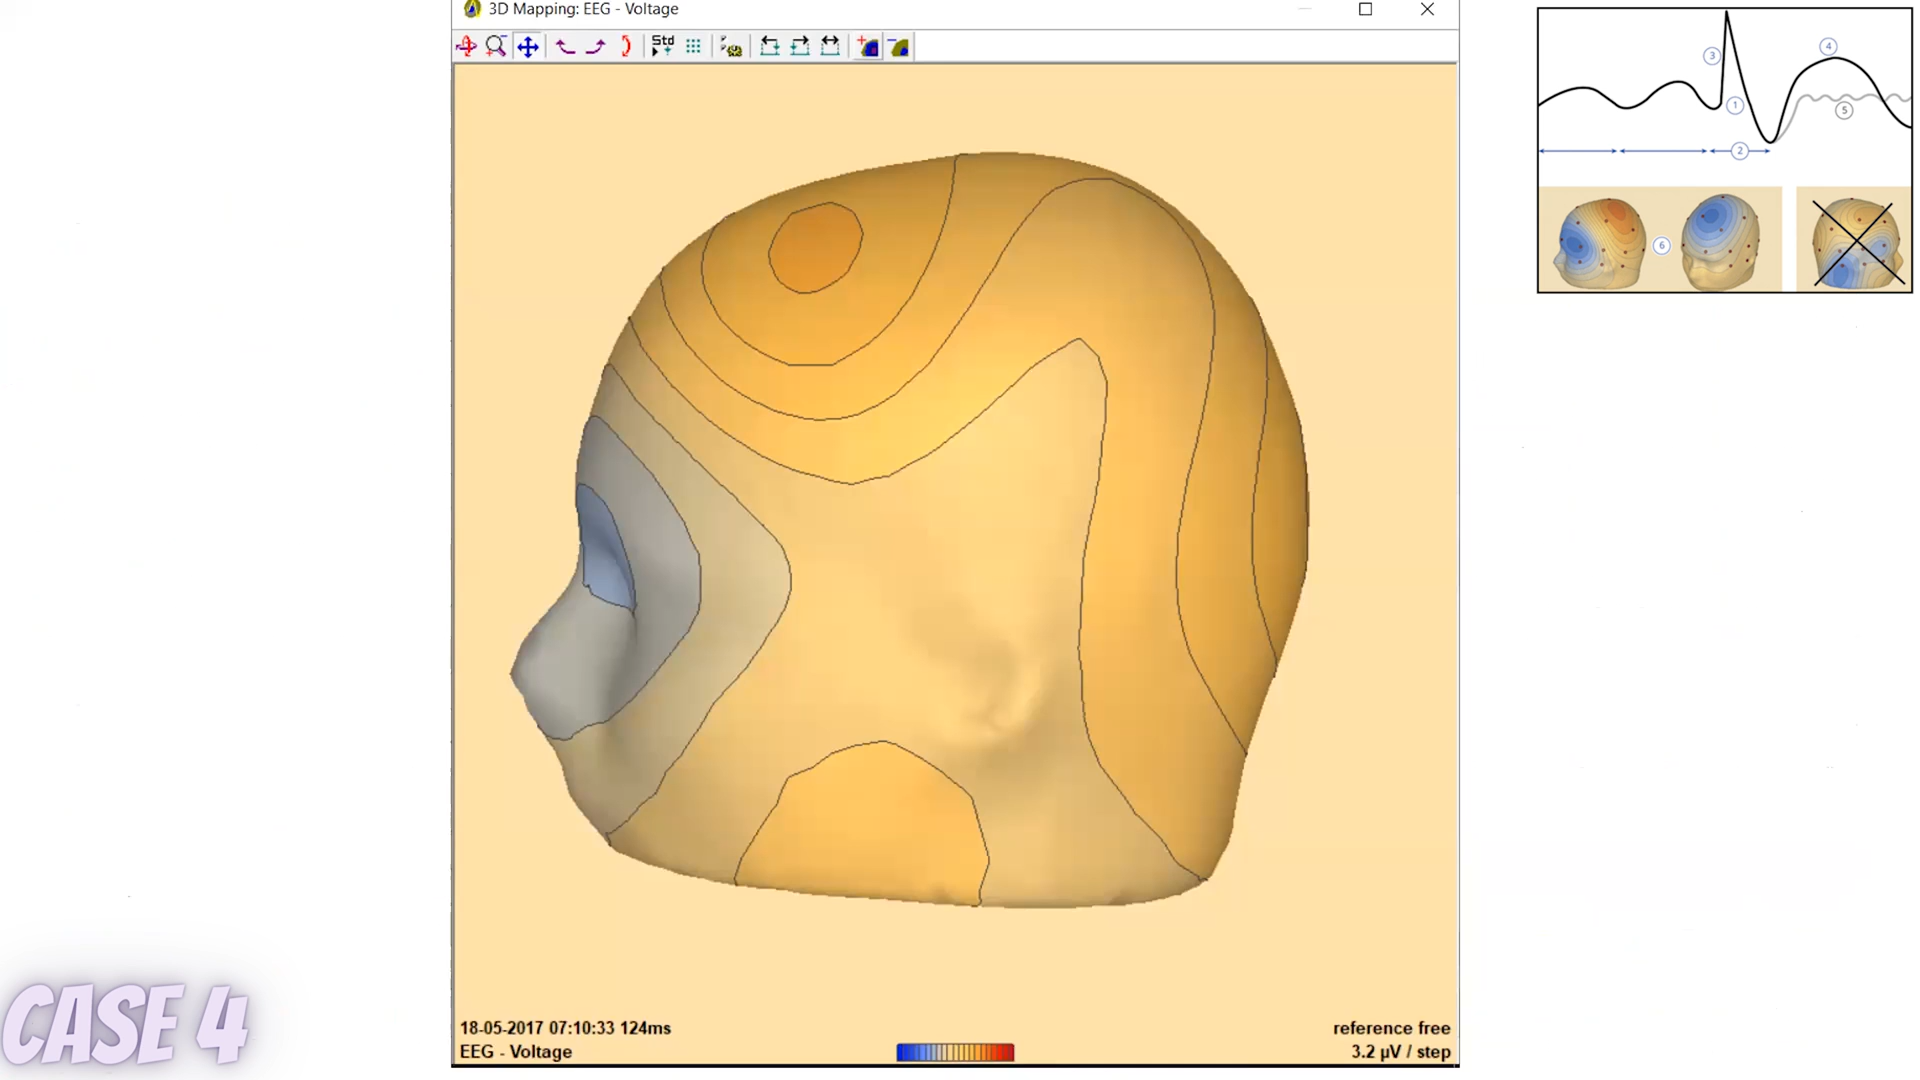 3D Mapping: EEG - Voltage
Std
3
4
1
5
2
6
18-05-2017 07:10:33 124ms
reference free
EEG - Voltage
3.2 µV / step
CASE 4